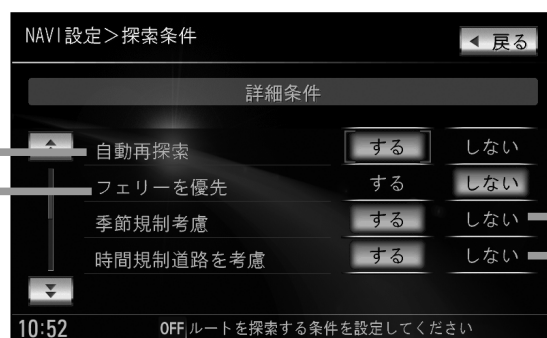 NAVI設定＞探索条件
◀ 戻る
詳細条件
自動再探索 する しない
フェリーを優先 する しない
季節規制考慮 する しない
時間規制道路を考慮 する しない
10:52 OFF ルートを探索する条件を設定してください